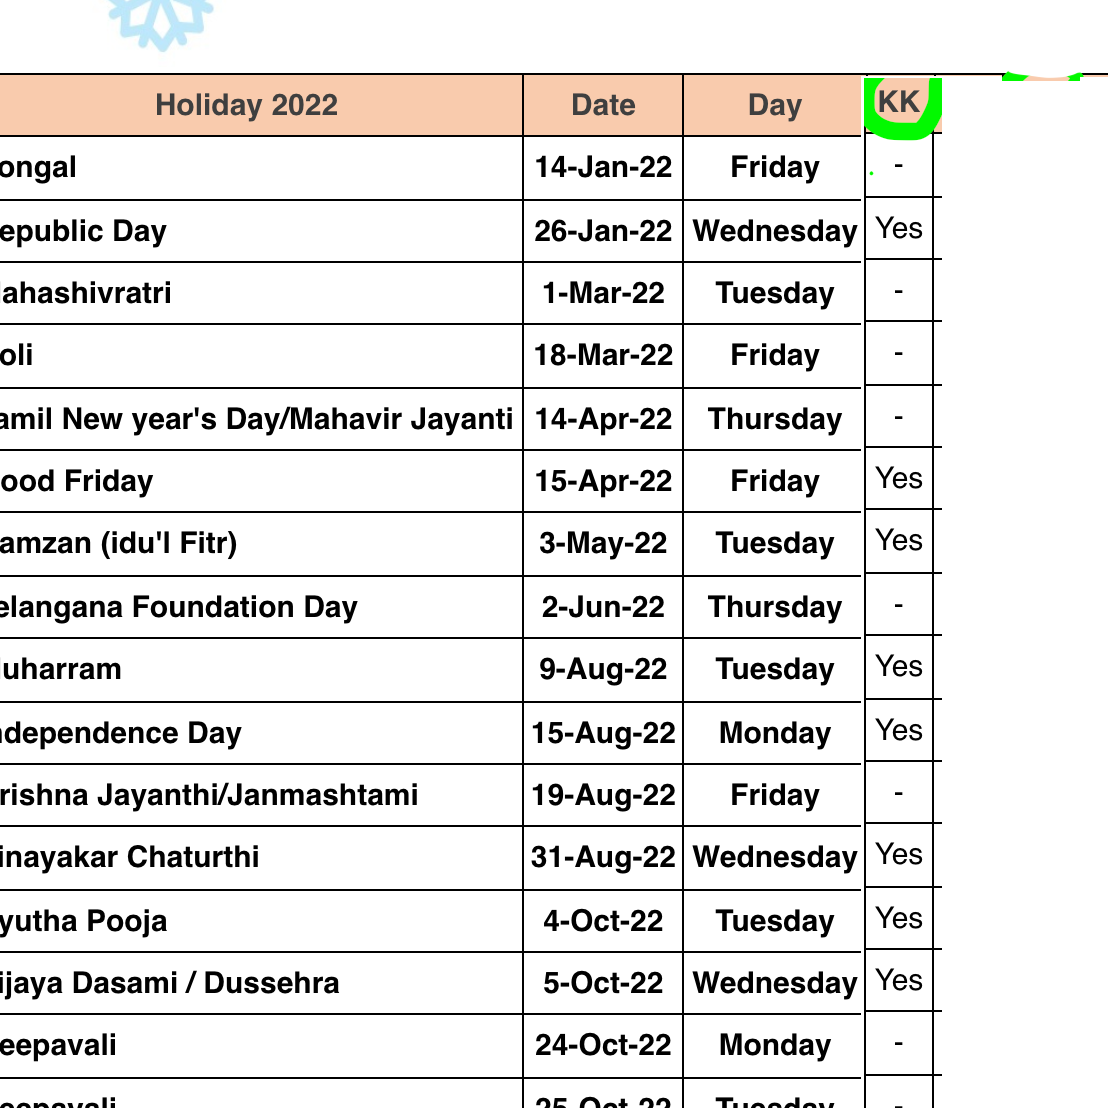 Holiday 2022 Date Day KK
ongal 14-Jan-22 Friday -
epublic Day 26-Jan-22 Wednesday Yes
ahashivratri 1-Mar-22 Tuesday -
oli 18-Mar-22 Friday -
amil New year's Day/Mahavir Jayanti 14-Apr-22 Thursday -
ood Friday 15-Apr-22 Friday Yes
amzan (idu'l Fitr) 3-May-22 Tuesday Yes
elangana Foundation Day 2-Jun-22 Thursday -
uharram 9-Aug-22 Tuesday Yes
ndependence Day 15-Aug-22 Monday Yes
rishna Jayanthi/Janmashtami 19-Aug-22 Friday -
inayakar Chaturthi 31-Aug-22 Wednesday Yes
yutha Pooja 4-Oct-22 Tuesday Yes
ijaya Dasami / Dussehra 5-Oct-22 Wednesday Yes
eepavali 24-Oct-22 Monday -
eepavali 25-Oct-22 Tuesday -